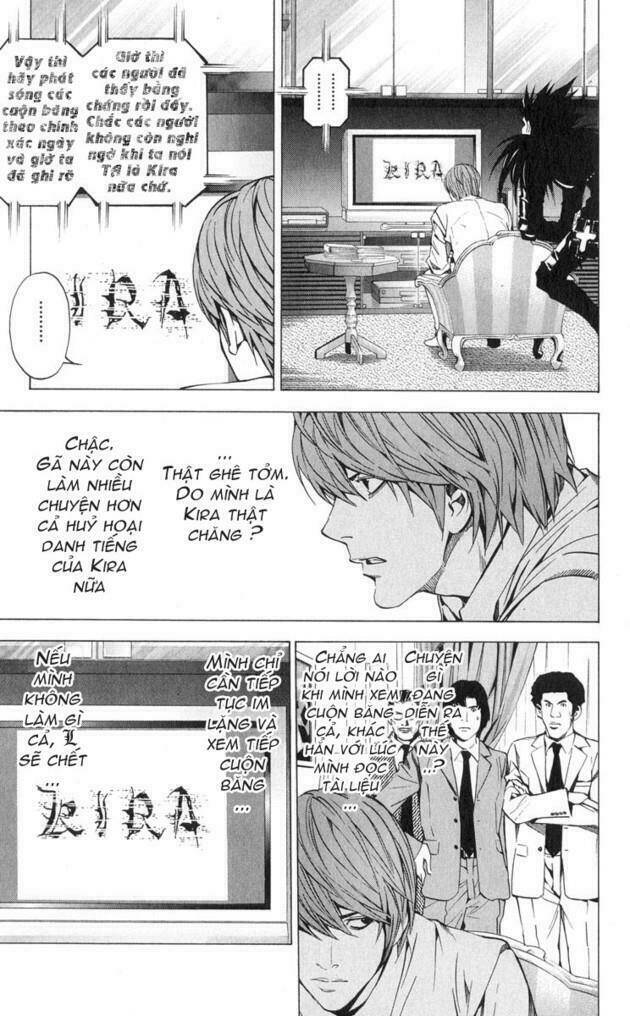 ......
KIRA
Giờ thì
các người đã
thấy bằng
chứng rồi đấy.
Chắc các người
không còn nghi
ngờ khi ta nói
TA là Kira
nữa chứ.
Vậy thì
hãy phát
sóng các
cuộn băng
theo chính
xác ngày
và giờ ta
đã ghi rõ
......
IRA
...
Thật ghê tởm.
Do mình là
Kira thật
chăng ?
Chậc.
Gã này còn
làm nhiều
chuyện hơn
cả huỷ hoại
danh tiếng
của Kira
nữa
Chuyện
gì
đang
diễn ra
thế
này
...?
Chẳng ai
nói lời nào
khi mình xem
cuộn băng
cả, khác
hẳn với lúc
mình đọc
tài liệu
...
Mình chỉ
cần tiếp
tục im
lặng và
xem tiếp
cuộn
băng
...
Nếu
mình
không
làm gì
cả, L
sẽ chết
...
KIRA